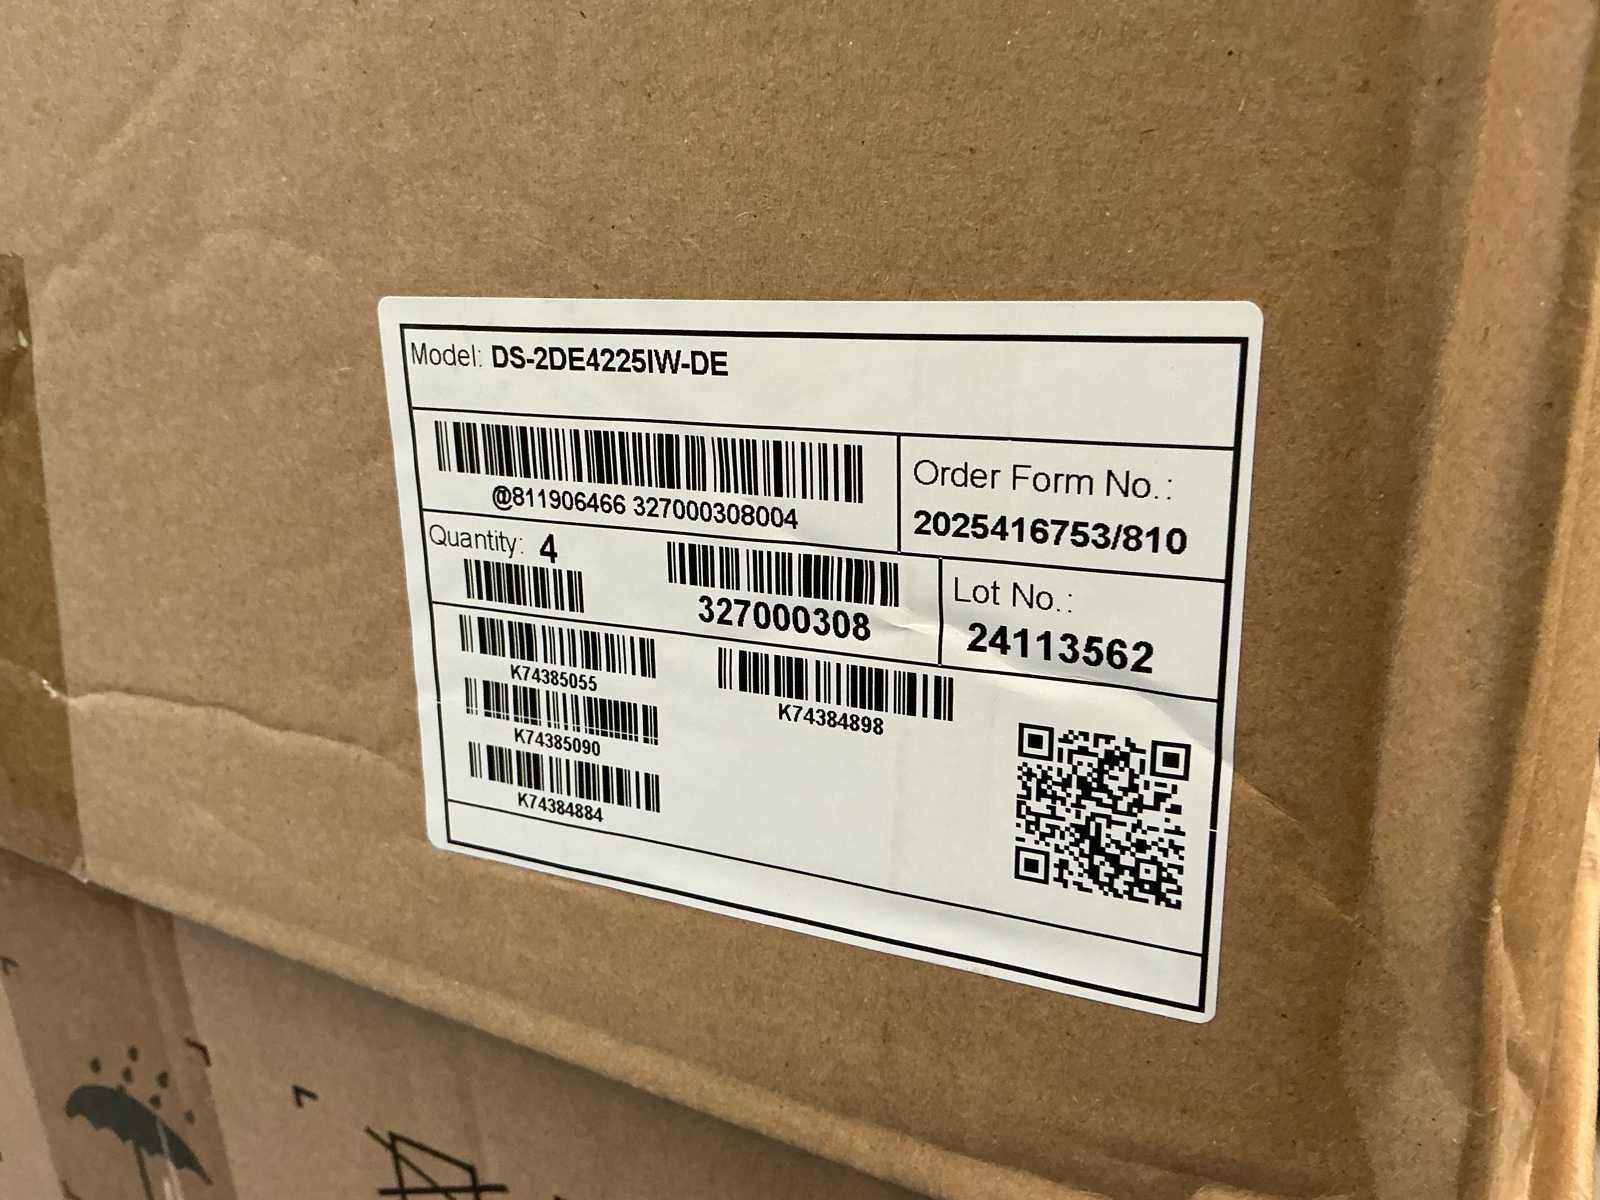 Model: DS-2DE4225IW-DE
@811906466 327000308004
Order Form No.:
2025416753/810
Quantity: 4
327000308
Lot No.:
24113562
K74385055
K74384898
K74385090
K74384884